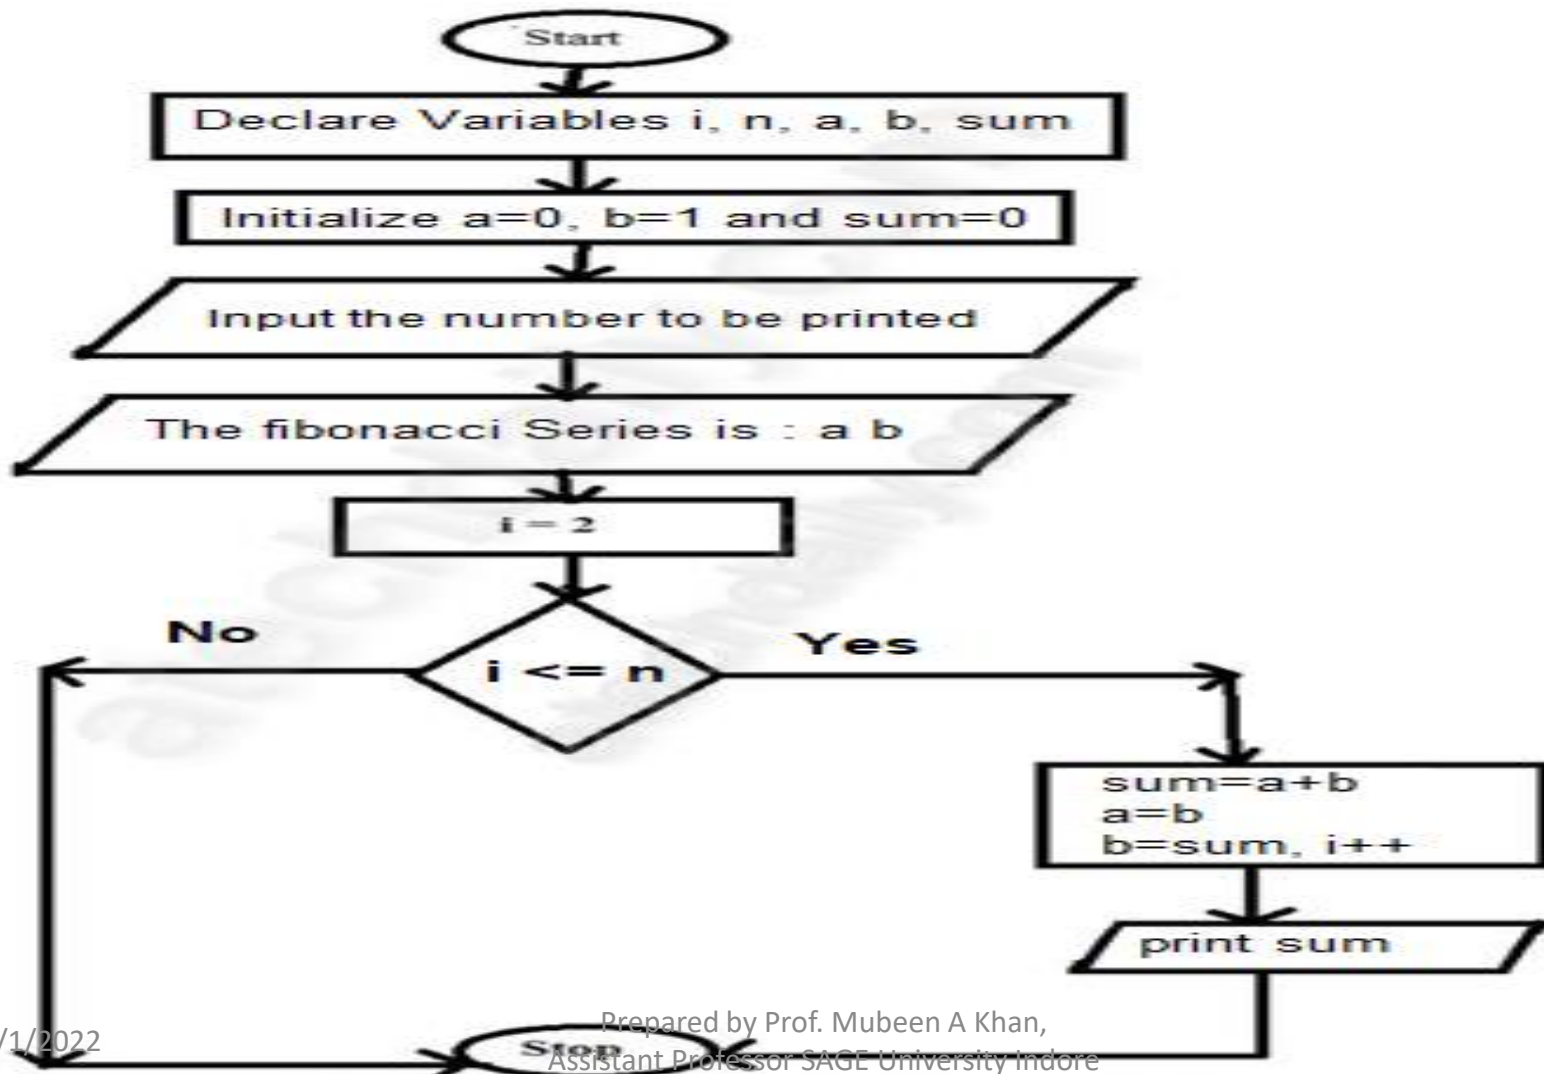 Start
Declare Variables i, n, a, b, sum
Initialize a=0, b=1 and sum=0
Input the number to be printed
The fibonacci Series is : a b
i = 2
No
Yes
i <= n
sum=a+b
a=b
b=sum, i++
print sum
/1/2022
Prepared by Prof. Mubeen A Khan,
Stop
Assistant Professor SAGE University Indore